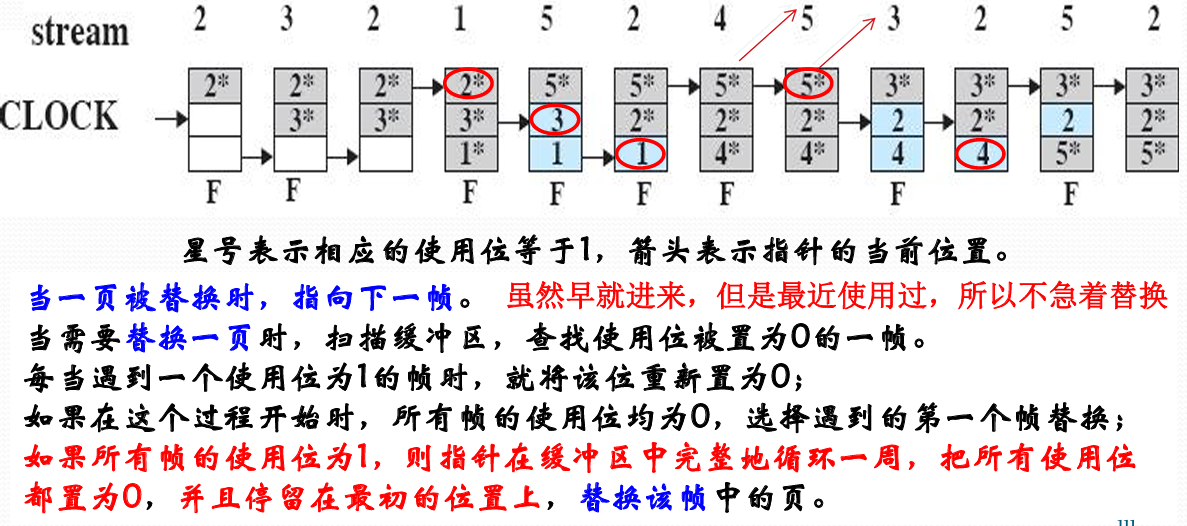 stream 2 3 2 1 5 2 4 5 3 2 5 2
CLOCK 2* 2* 2* 2* 5* 5* 5* 5* 3* 3* 3* 3*
3* 3* 3* 3 2* 2* 2* 2 2* 2 2*
1* 1 1 4* 4* 4 4 5* 5*
F F F F F F F F
星号表示相应的使用位等于1，箭头表示指针的当前位置。
当一页被替换时，指向下一帧。 虽然早就进来，但是最近使用过，所以不急着替换
当需要替换一页时，扫描缓冲区，查找使用位被置为0的一帧。
每当遇到一个使用位为1的帧时，就将该位重新置为0；
如果在这个过程开始时，所有帧的使用位均为0，选择遇到的第一个帧替换；
如果所有帧的使用位为1，则指针在缓冲区中完整地循环一周，把所有使用位
都置为0，并且停留在最初的位置上，替换该帧中的页。